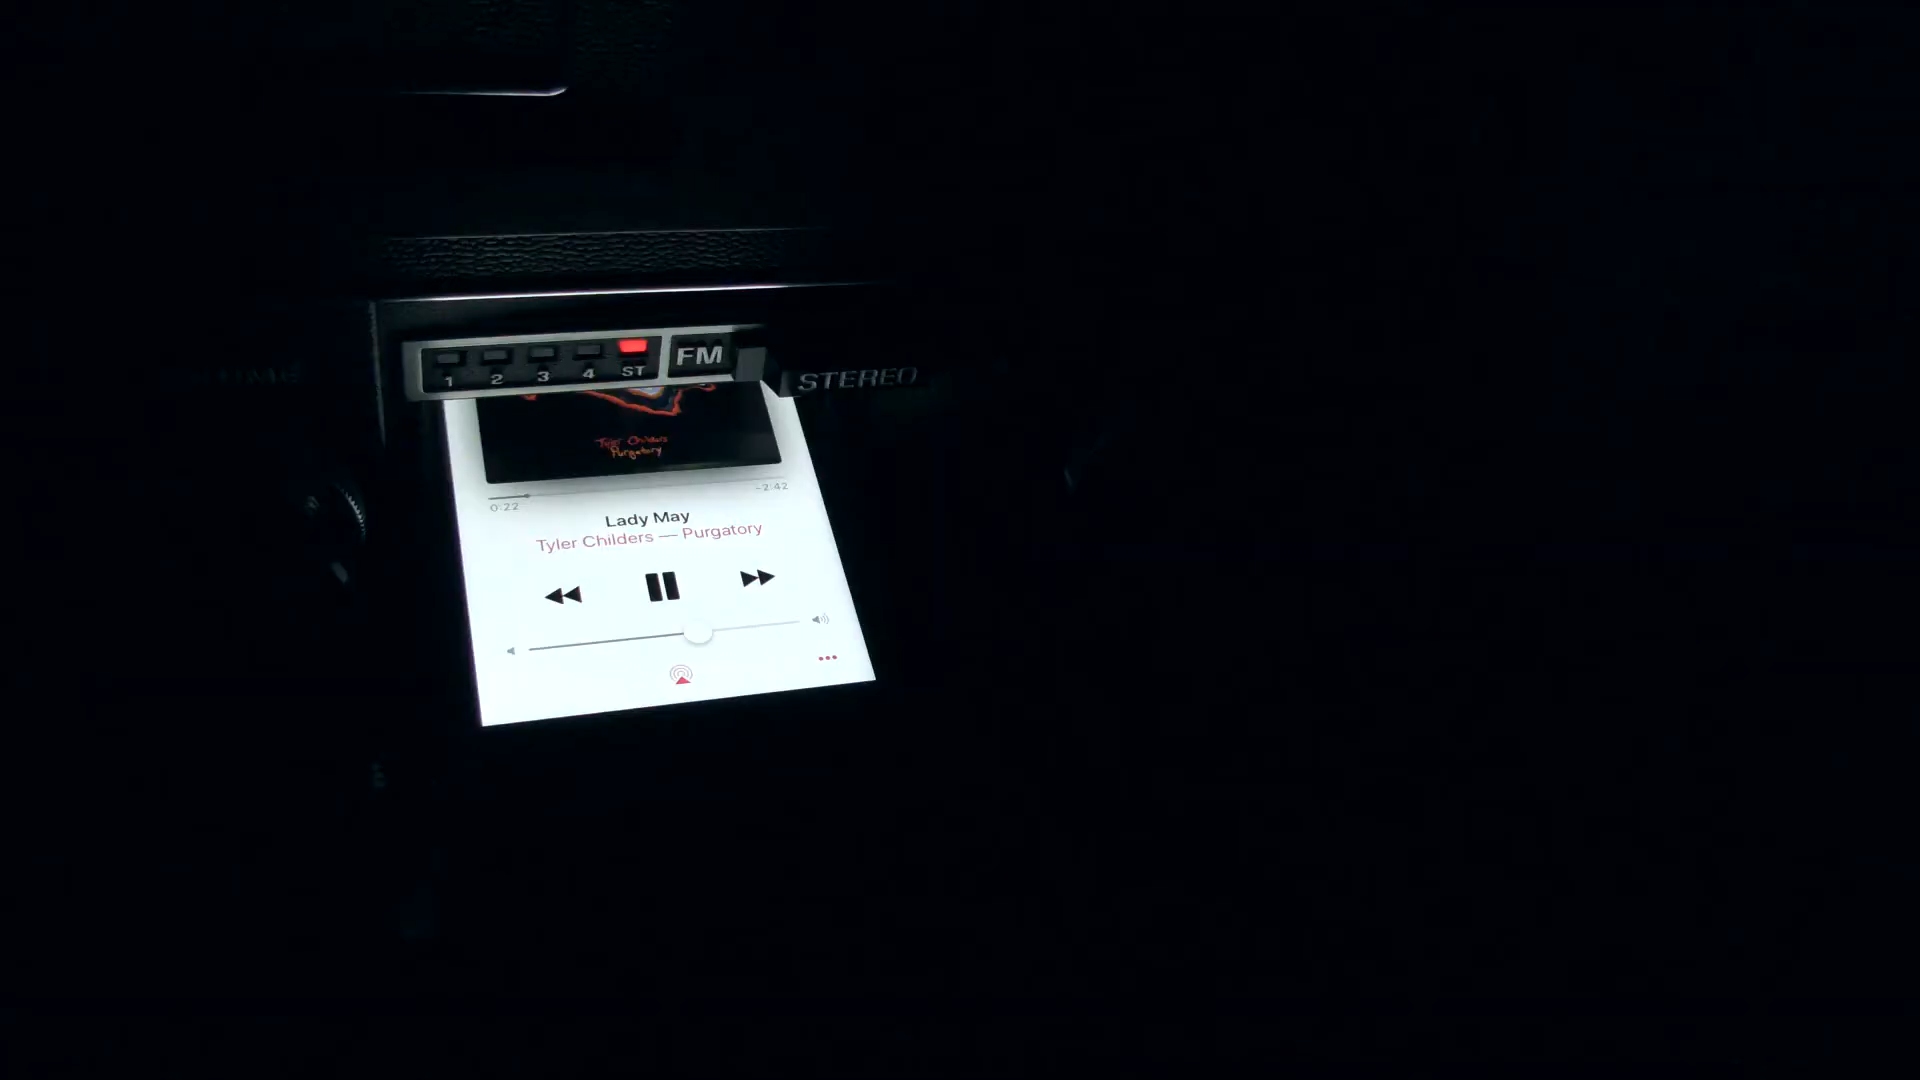 1 2 3 4 ST FM
STEREO
Tyler Childers
Purgatory
0:22 -2:42
Lady May
Tyler Childers — Purgatory